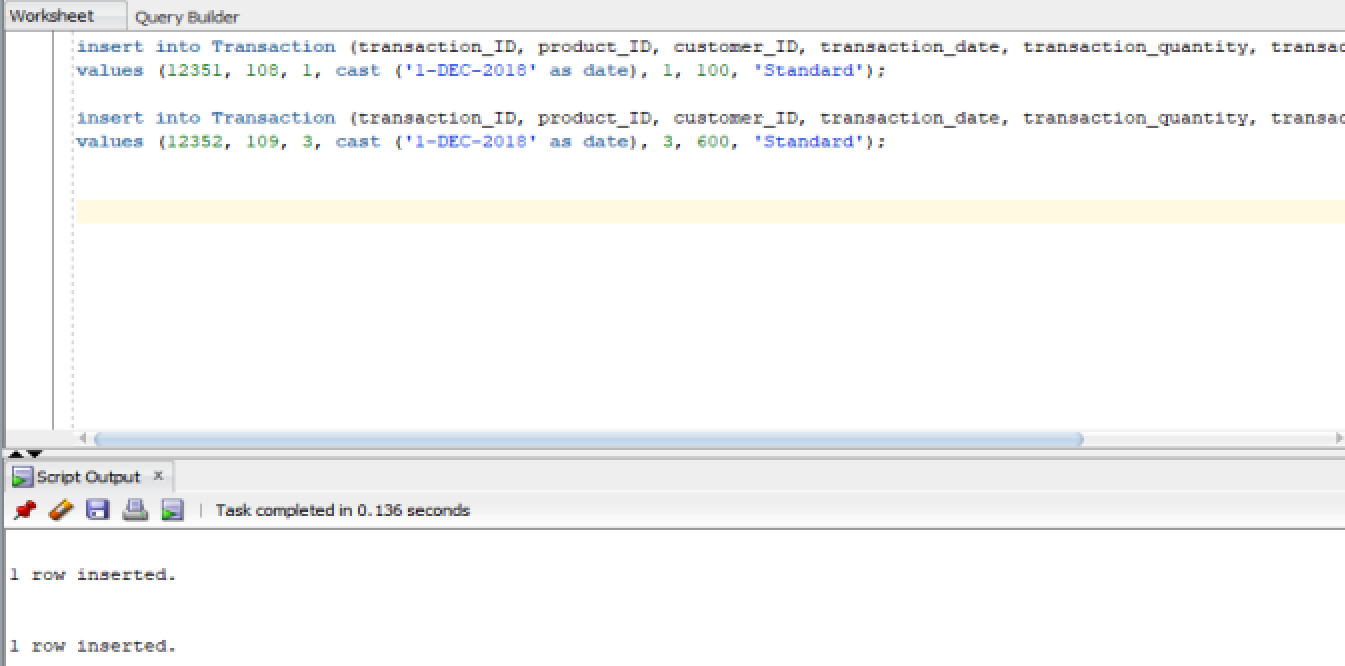 Worksheet Query Builder
insert into Transaction (transaction_ID, product_ID, customer_ID, transaction_date, transaction_quantity, transac
values (12351, 108, 1, cast ('1-DEC-2018' as date), 1, 100, 'Standard');
insert into Transaction (transaction_ID, product_ID, customer_ID, transaction_date, transaction_quantity, transac
values (12352, 109, 3, cast ('1-DEC-2018' as date), 3, 600, 'Standard');
Script Output x
Task completed in 0.136 seconds
1 row inserted.
1 row inserted.